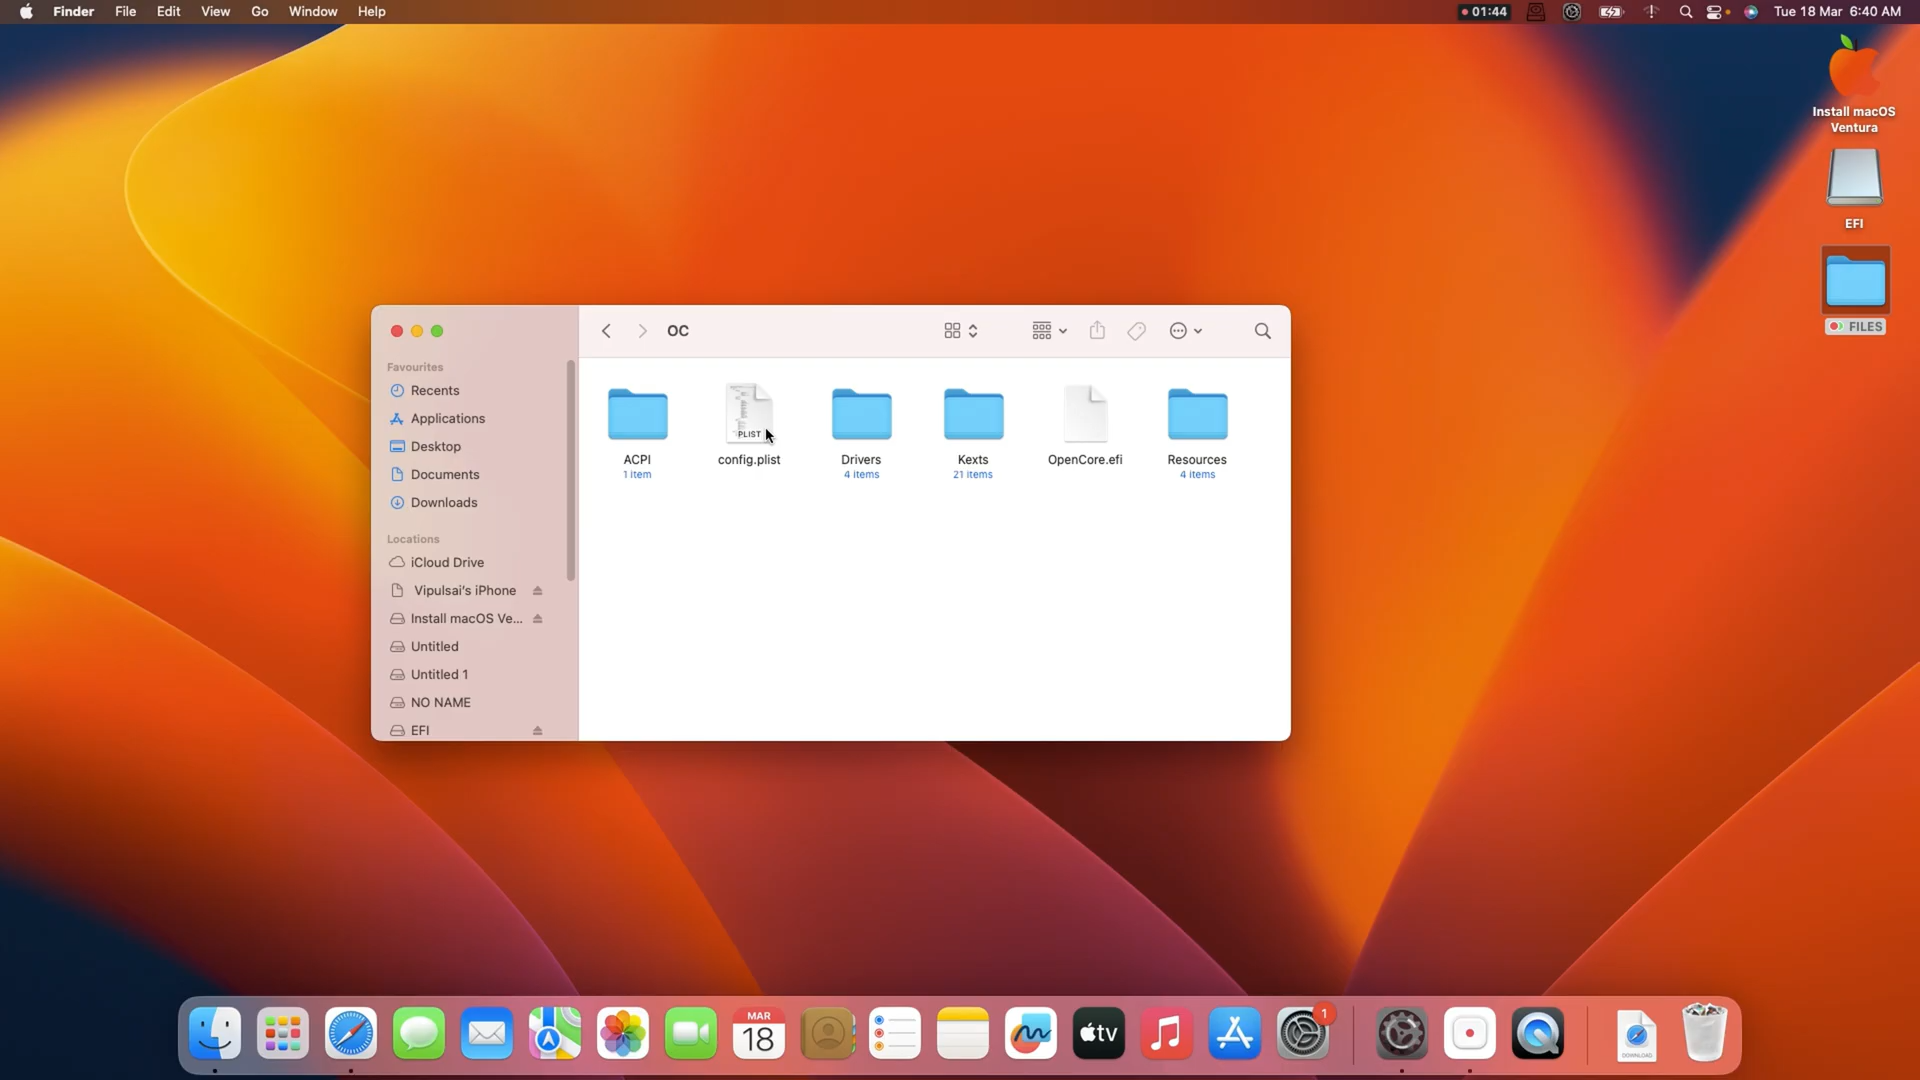 Finder File Edit View Go Window Help
01:44
Tue 18 Mar 6:40 AM
Install macOS
Ventura
EFI
FILES
OC
Favourites
Recents
Applications
Desktop
Documents
Downloads
Locations
iCloud Drive
Vipulsai's iPhone
Install macOS Ve...
Untitled
Untitled 1
NO NAME
EFI
PLIST
ACPI
1 item
config.plist
Drivers
4 items
Kexts
21 items
OpenCore.efi
Resources
4 items
MAR
18
tv
1
DOWNLOAD